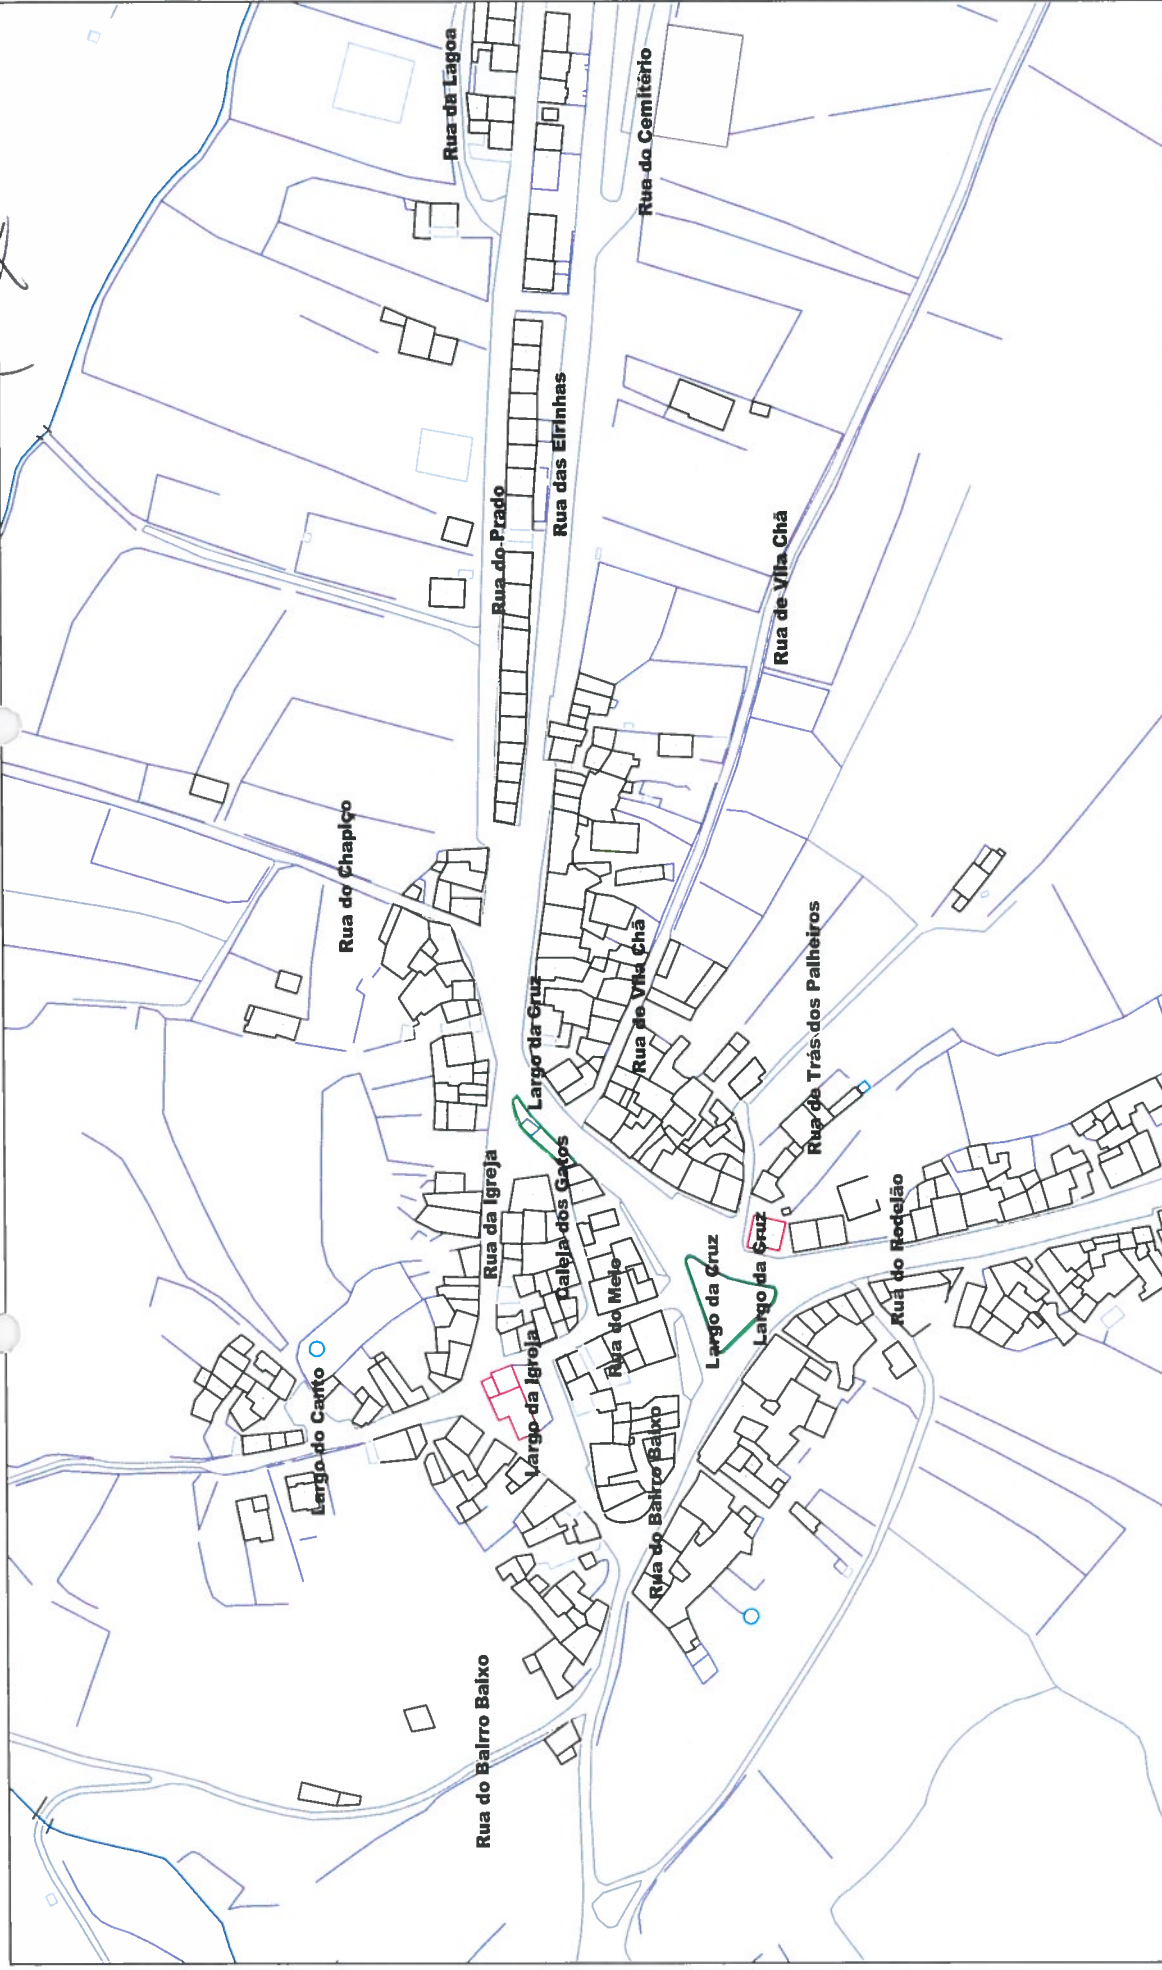 Rua do Bairro Baixo
Largo do Canto
Rua do Chapiço
Rua da Lagoa
Largo da Igreja
Rua da Igreja
Rua do Prado
Caleja dos Gatos
Largo da Cruz
Rua das Eirinhas
Rua do Bairro Baixo
Rua do Meio
Rua de Vila Chã
Rua do Cemitério
Largo da Cruz
Largo da Cruz
Rua de Vila Chã
Rua de Trás dos Palheiros
Rua do Rodelão